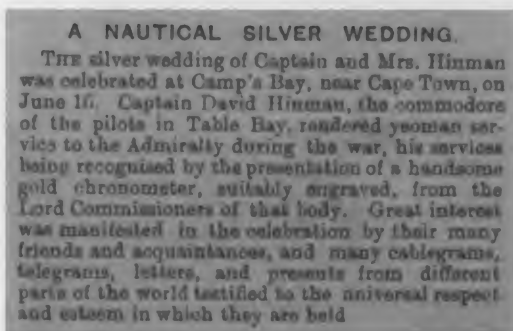 A NAUTICAL SILVER WEDDING.
THE silver wedding of Captain and Mrs. Hinman
was celebrated at Camp's Bay, near Cape Town, on
June 16. Captain David Hinman, the commodore
of the pilots in Table Bay, rendered yeoman ser-
vice to the Admiralty during the war, his services
being recognised by the presentation of a handsome
gold chronometer, suitably engraved, from the
Lord Commissioners of that body. Great interest
was manifested in the celebration by their many
friends and acquaintances, and many cablegrams,
telegrams, letters, and presents from different
parts of the world testified to the universal respect
and esteem in which they are held